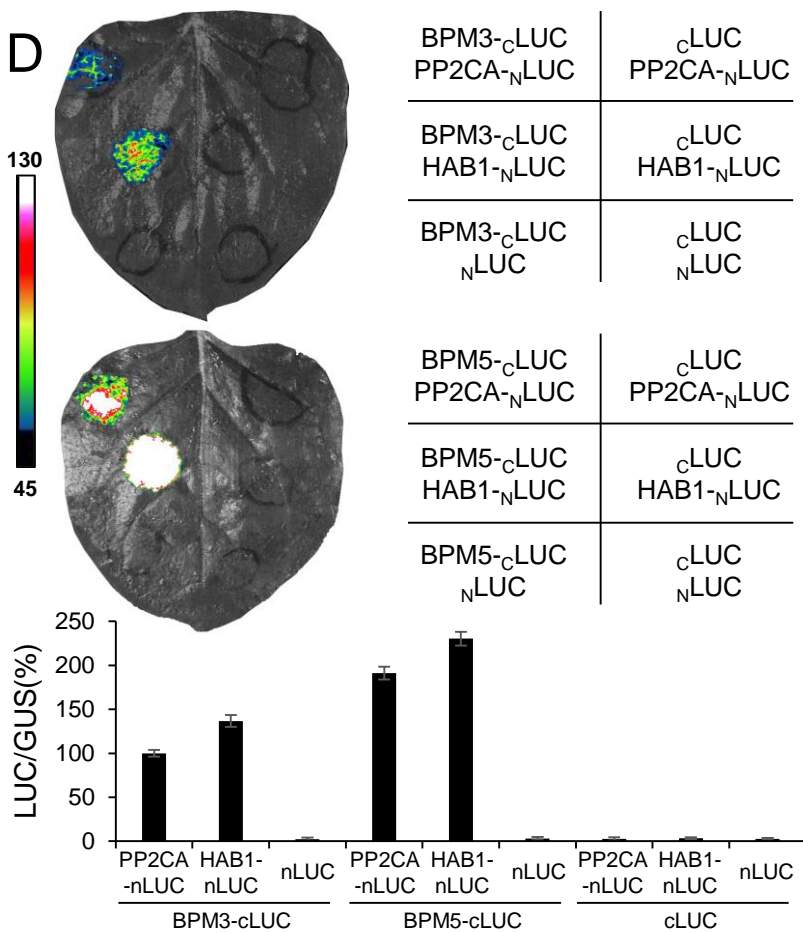 D
130
45
BPM3-cLUC cLUC
PP2CA-NLUC PP2CA-NLUC
BPM3-cLUC cLUC
HAB1-NLUC HAB1-NLUC
BPM3-cLUC cLUC
NLUC NLUC
BPM5-cLUC cLUC
PP2CA-NLUC PP2CA-NLUC
BPM5-cLUC cLUC
HAB1-NLUC HAB1-NLUC
BPM5-cLUC cLUC
NLUC NLUC
LUC/GUS(%)
250
200
150
100
50
0
PP2CA HAB1- nLUC PP2CA HAB1- nLUC PP2CA HAB1- nLUC
-nLUC nLUC -nLUC nLUC -nLUC nLUC
BPM3-cLUC BPM5-cLUC cLUC